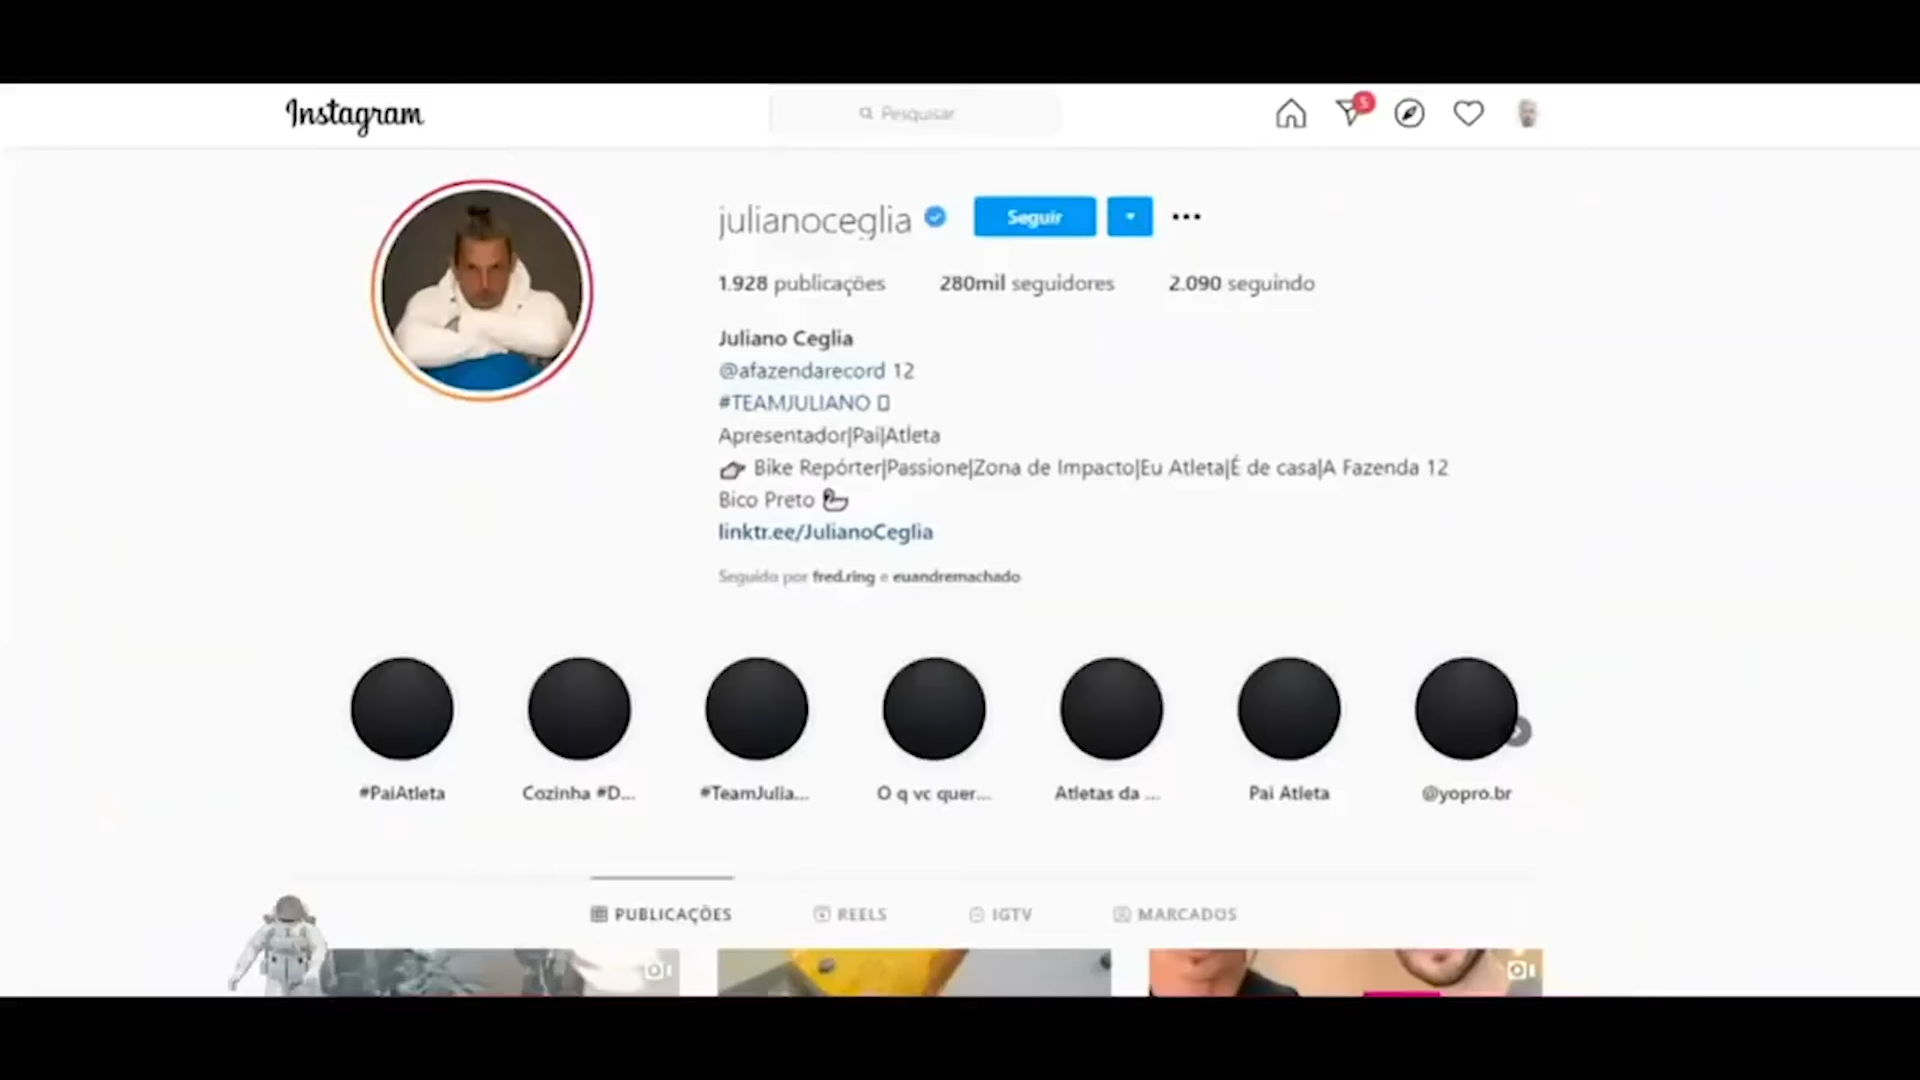 Instagram
Pesquisar
5
julianoceglia
Seguir
1.928 publicações 280mil seguidores 2.090 seguindo
Juliano Ceglia
@afazendarecord 12
#TEAMJULIANO
Apresentador|Pai|Atleta
Bike Repórter|Passione|Zona de Impacto|Eu Atleta|É de casa|A Fazenda 12
Bico Preto
linktr.ee/JulianoCeglia
Seguido por fred.ring e euandremachado
#PaiAtleta Cozinha #D... #TeamJulia... O q vc quer... Atletas da ... Pai Atleta @yopro.br
PUBLICAÇÕES REELS IGTV MARCADOS